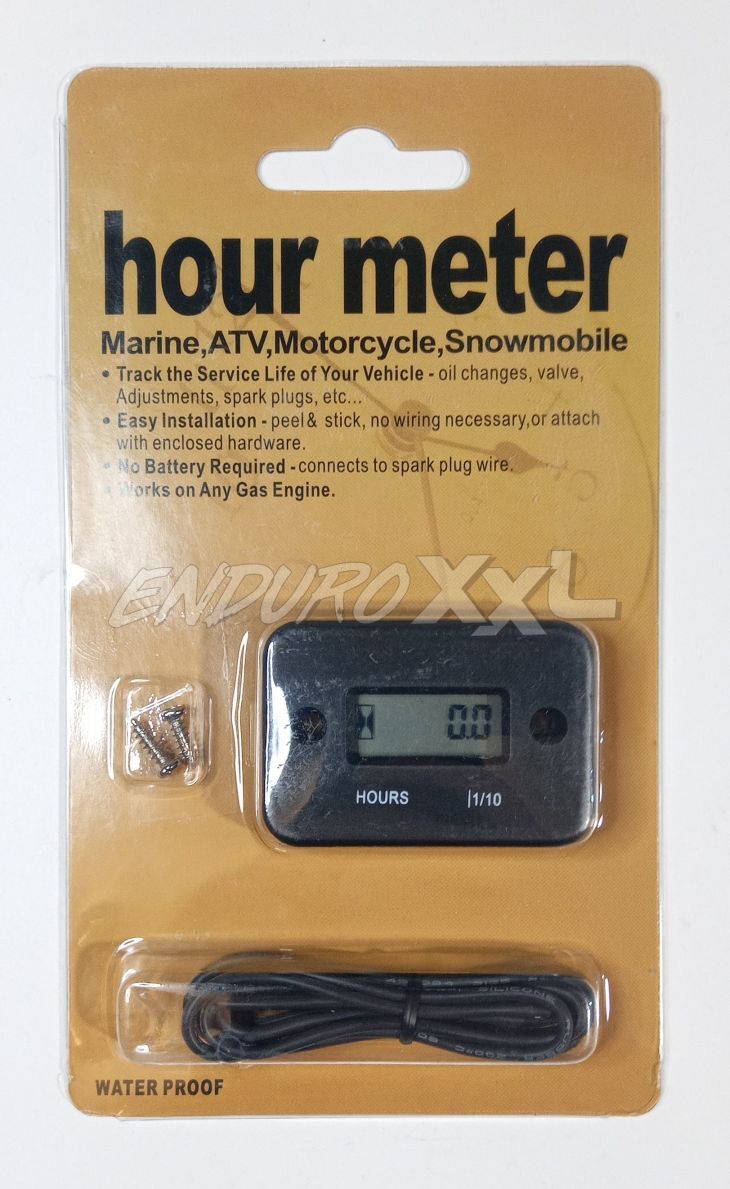 hour meter
Marine,ATV,Motorcycle,Snowmobile
• Track the Service Life of Your Vehicle - oil changes, valve,
Adjustments, spark plugs, etc...
• Easy Installation - peel & stick, no wiring necessary,or attach
with enclosed hardware.
• No Battery Required - connects to spark plug wire.
• Works on Any Gas Engine.
ENDURO XXL
0.0
HOURS |1/10
SILICONE
WATER PROOF